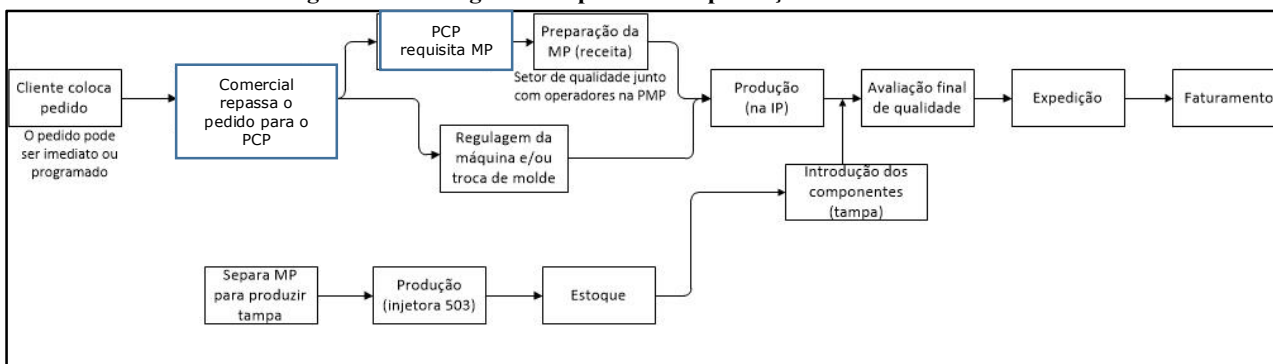 Cliente coloca
pedido
O pedido pode
ser imediato ou
programado
Comercial
repassa o
pedido para o
PCP
PCP
requisita MP
Preparação da
MP (receita)
Setor de qualidade junto
com operadores na PMP
Regulagem da
máquina e/ou
troca de molde
Produção
(na IP)
Avaliação final
de qualidade
Expedição
Faturamento
Introdução dos
componentes
(tampa)
Separa MP
para produzir
tampa
Produção
(injetora 503)
Estoque